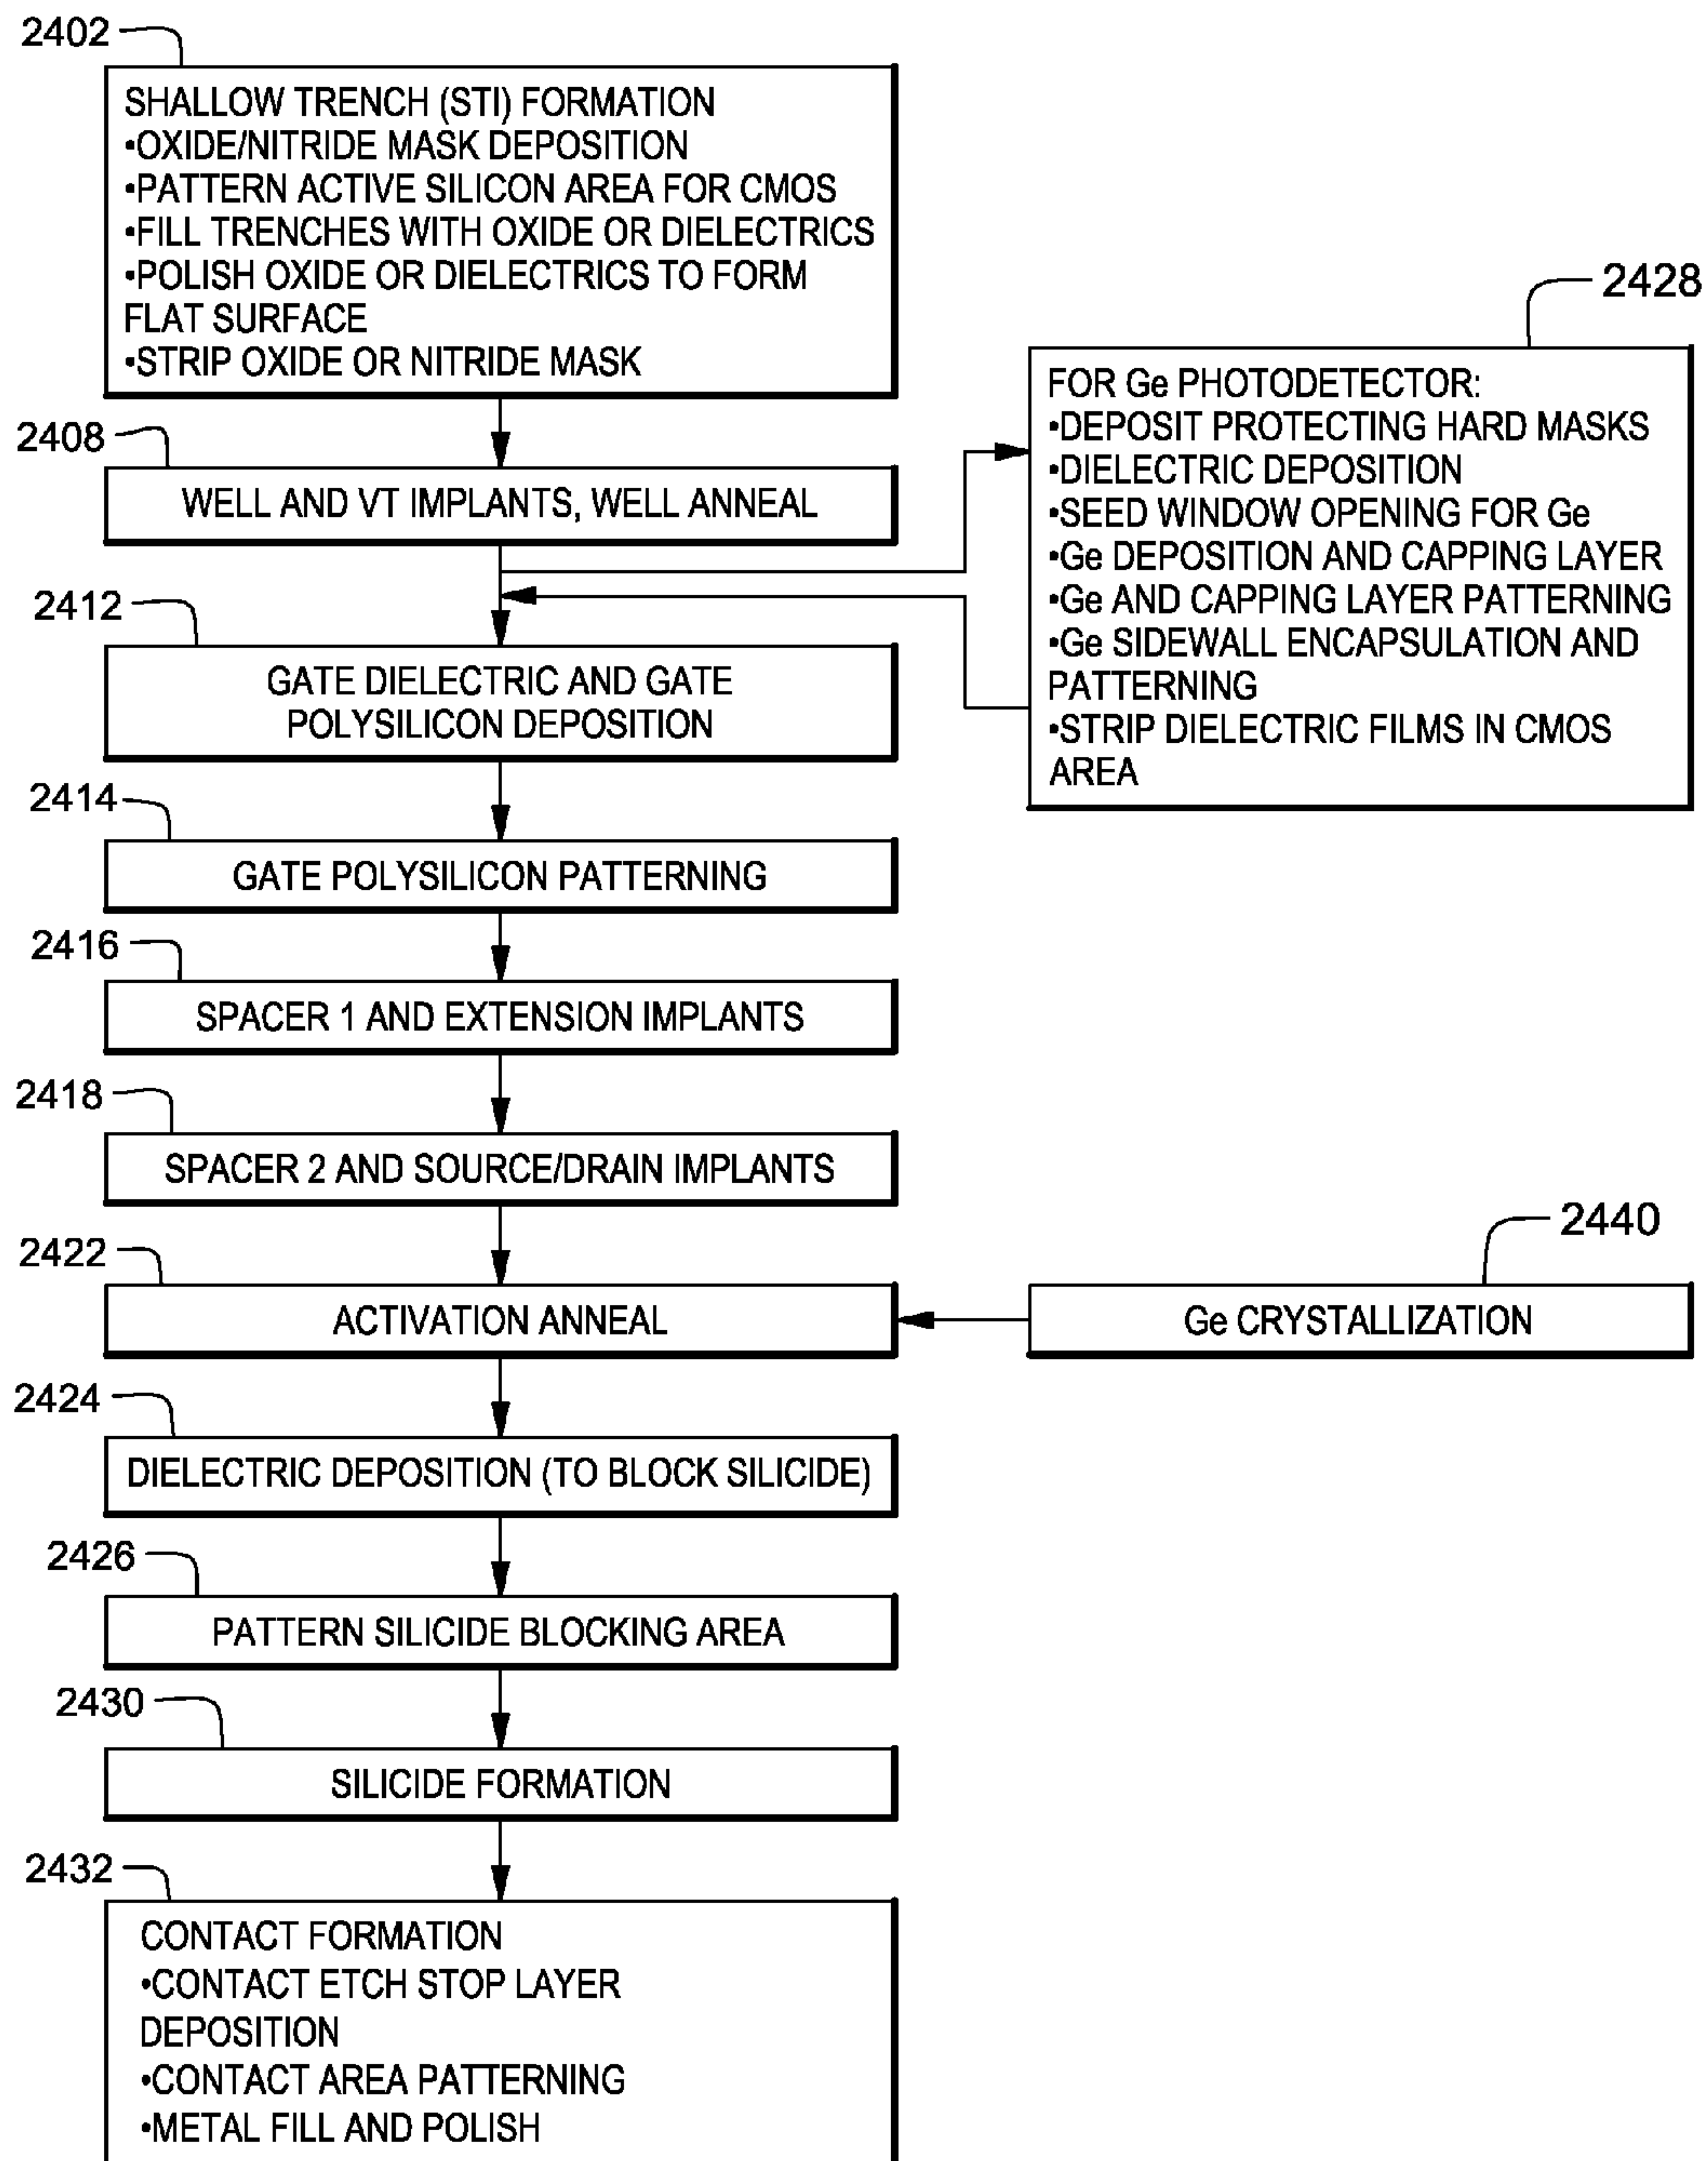 2402
SHALLOW TRENCH (STI) FORMATION
•OXIDE/NITRIDE MASK DEPOSITION
•PATTERN ACTIVE SILICON AREA FOR CMOS
•FILL TRENCHES WITH OXIDE OR DIELECTRICS
•POLISH OXIDE OR DIELECTRICS TO FORM
FLAT SURFACE
•STRIP OXIDE OR NITRIDE MASK
2408
WELL AND VT IMPLANTS, WELL ANNEAL
2428
FOR Ge PHOTODETECTOR:
•DEPOSIT PROTECTING HARD MASKS
•DIELECTRIC DEPOSITION
•SEED WINDOW OPENING FOR Ge
•Ge DEPOSITION AND CAPPING LAYER
•Ge AND CAPPING LAYER PATTERNING
•Ge SIDEWALL ENCAPSULATION AND
PATTERNING
•STRIP DIELECTRIC FILMS IN CMOS
AREA
2412
GATE DIELECTRIC AND GATE
POLYSILICON DEPOSITION
2414
GATE POLYSILICON PATTERNING
2416
SPACER 1 AND EXTENSION IMPLANTS
2418
SPACER 2 AND SOURCE/DRAIN IMPLANTS
2422
ACTIVATION ANNEAL
2440
Ge CRYSTALLIZATION
2424
DIELECTRIC DEPOSITION (TO BLOCK SILICIDE)
2426
PATTERN SILICIDE BLOCKING AREA
2430
SILICIDE FORMATION
2432
CONTACT FORMATION
•CONTACT ETCH STOP LAYER
DEPOSITION
•CONTACT AREA PATTERNING
•METAL FILL AND POLISH